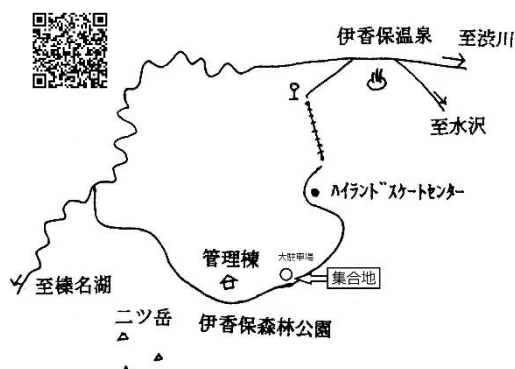 伊香保温泉
至渋川
至水沢
ハイランドスケートセンター
大駐車場
管理棟
集合地
至榛名湖
二ツ岳
伊香保森林公園